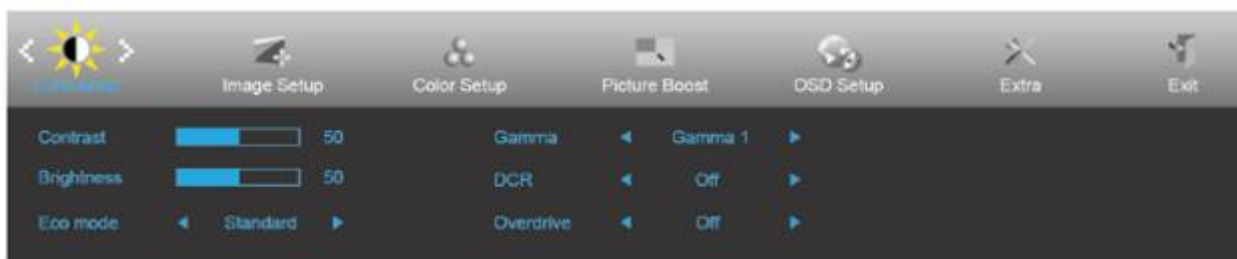 Image Setup Color Setup Picture Boost OSD Setup Extra Exit
Contrast 50 Gamma Gamma 1
Brightness 50 DCR Off
Eco mode Standard Overdrive Off